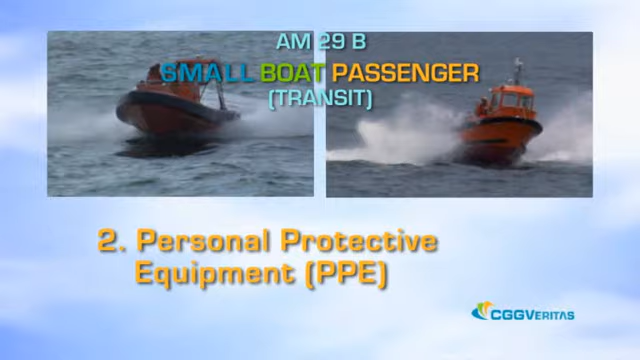 AM 29 B
SMALL BOAT PASSENGER
(TRANSIT)
2. Personal Protective
Equipment (PPE)
CGGVERITAS